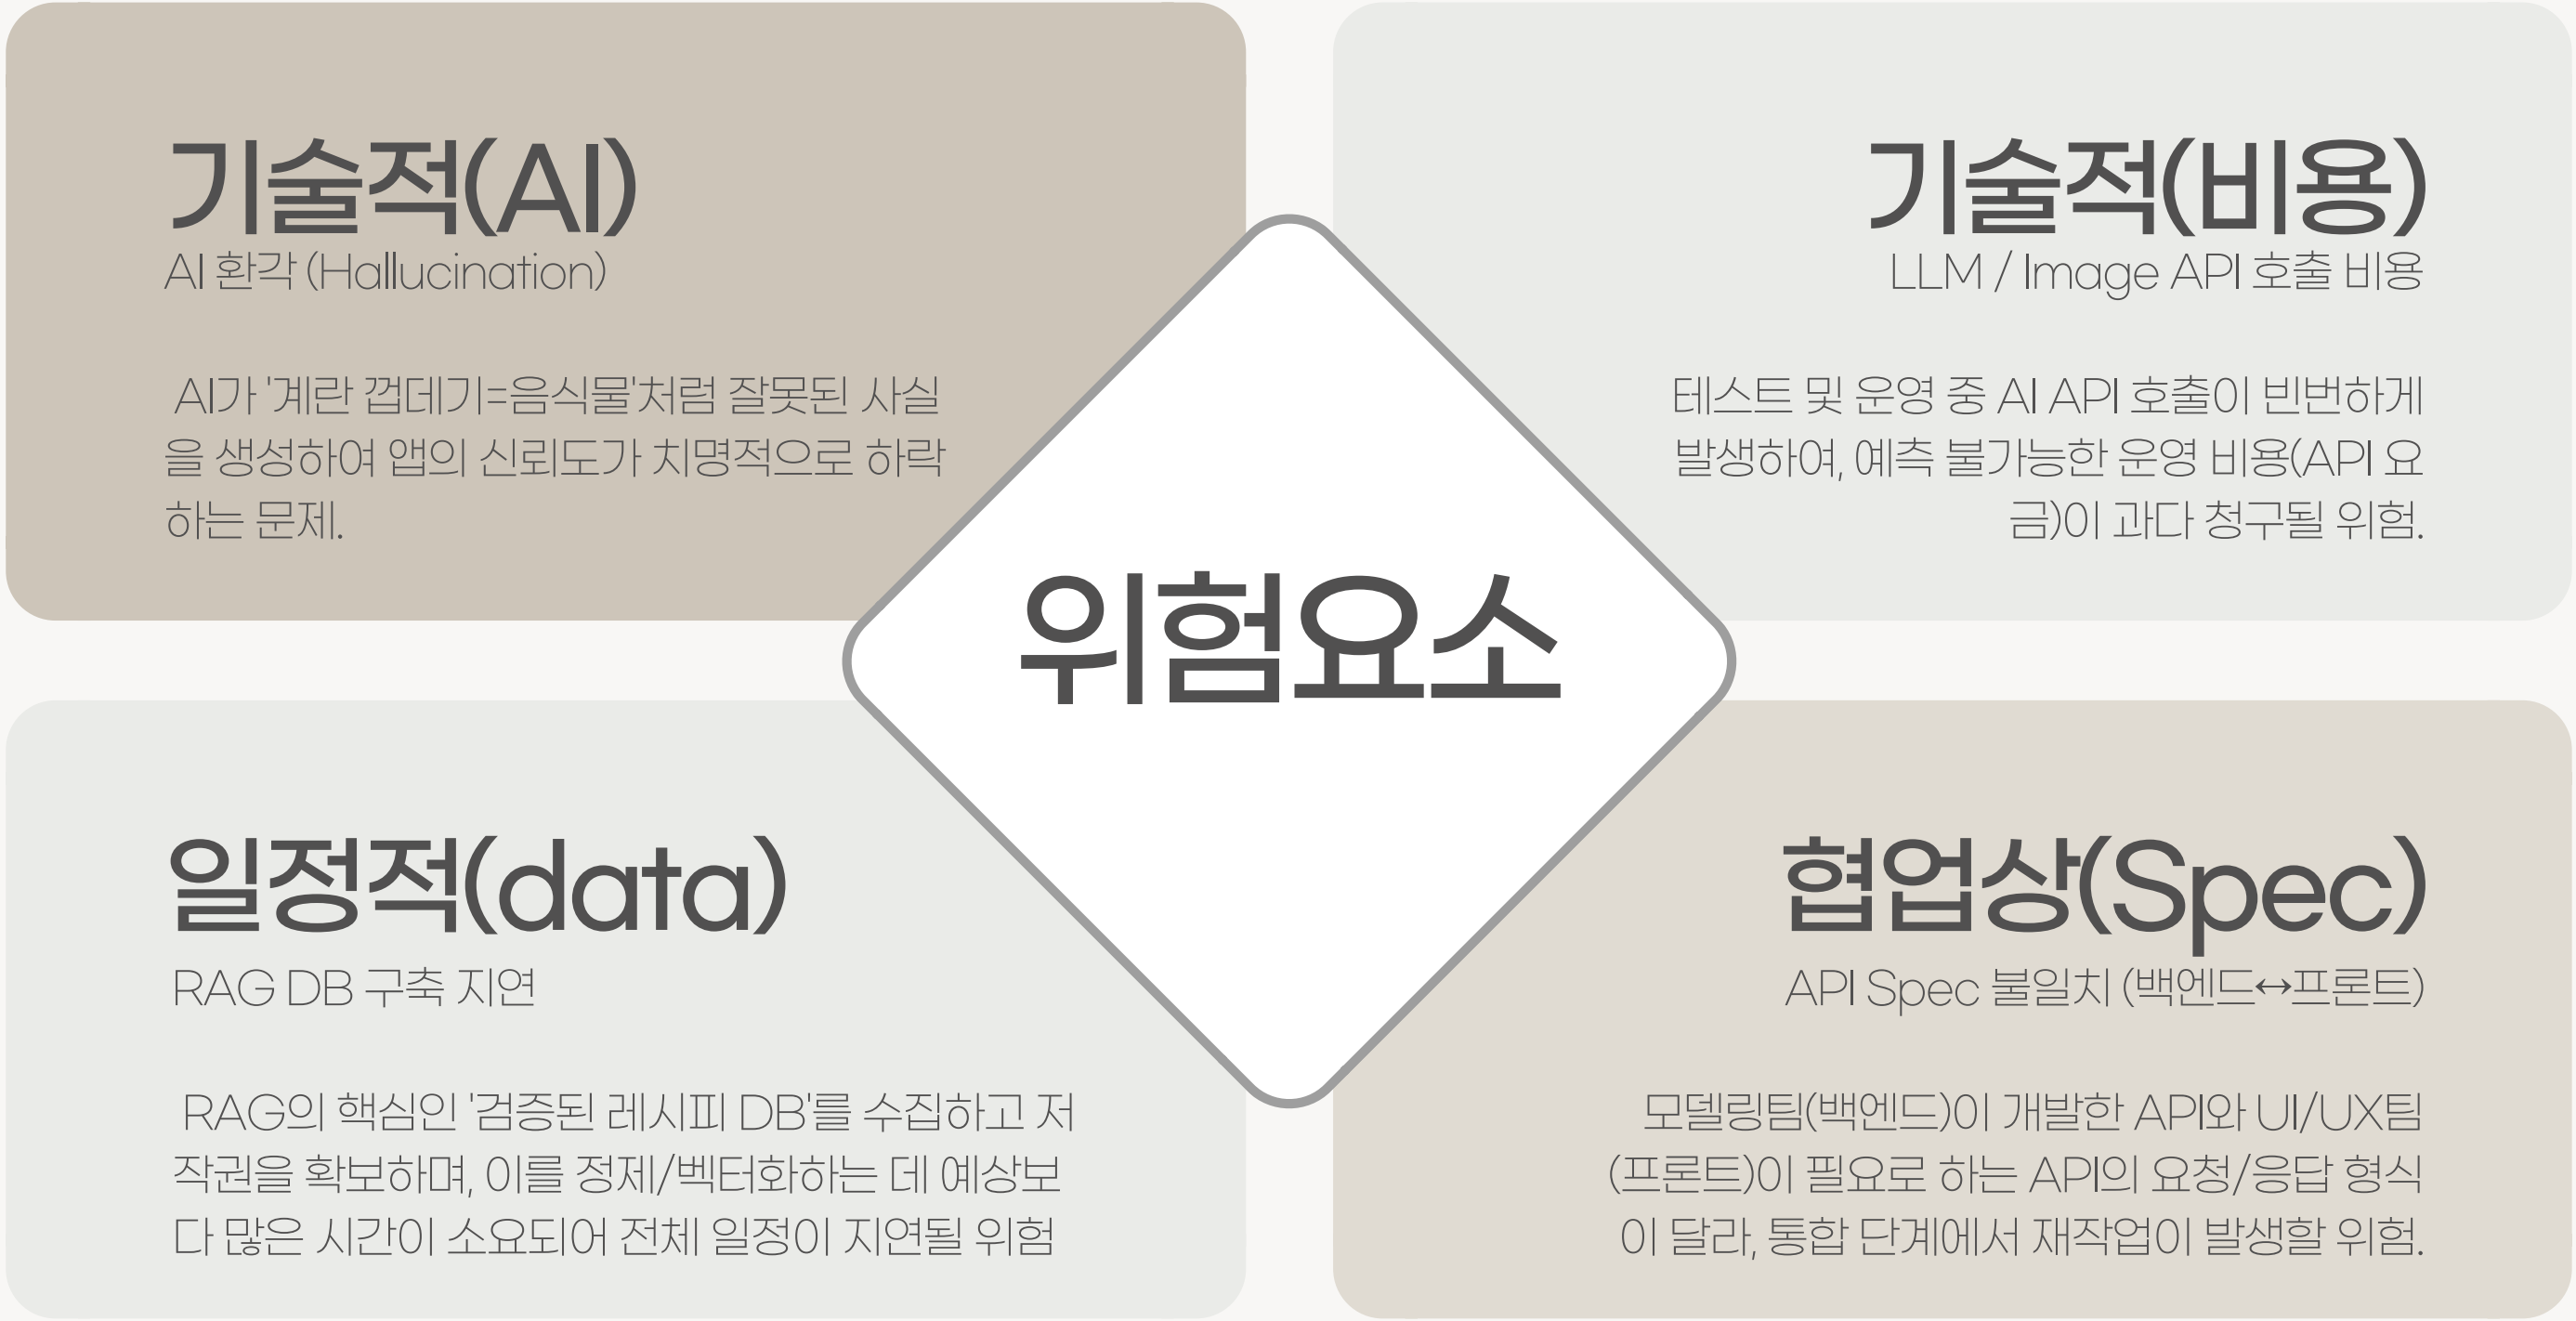 기술적(AI)
AI 환각 (Hallucination)
AI가 '계란 껍데기=음식물'처럼 잘못된 사실
을 생성하여 앱의 신뢰도가 치명적으로 하락
하는 문제.
기술적(비용)
LLM / Image API 호출 비용
테스트 및 운영 중 AI API 호출이 빈번하게
발생하여, 예측 불가능한 운영 비용(API 요
금)이 과다 청구될 위험.
위험요소
일정적(data)
RAG DB 구축 지연
RAG의 핵심인 '검증된 레시피 DB'를 수집하고 저
작권을 확보하며, 이를 정제/벡터화하는 데 예상보
다 많은 시간이 소요되어 전체 일정이 지연될 위험
협업상(Spec)
API Spec 불일치 (백엔드↔프론트)
모델링팀(백엔드)이 개발한 API와 UI/UX팀
(프론트)이 필요로 하는 API의 요청/응답 형식
이 달라, 통합 단계에서 재작업이 발생할 위험.